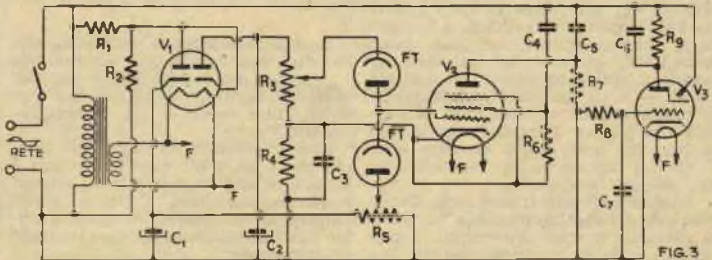 R1
V1
R2
RETE
F
F
C1
C2
R3
R4
C3
FT
FT
R5
V2
F
R6
C4
C5
R7
R8
C6
R9
V3
F
C7
FIG.3